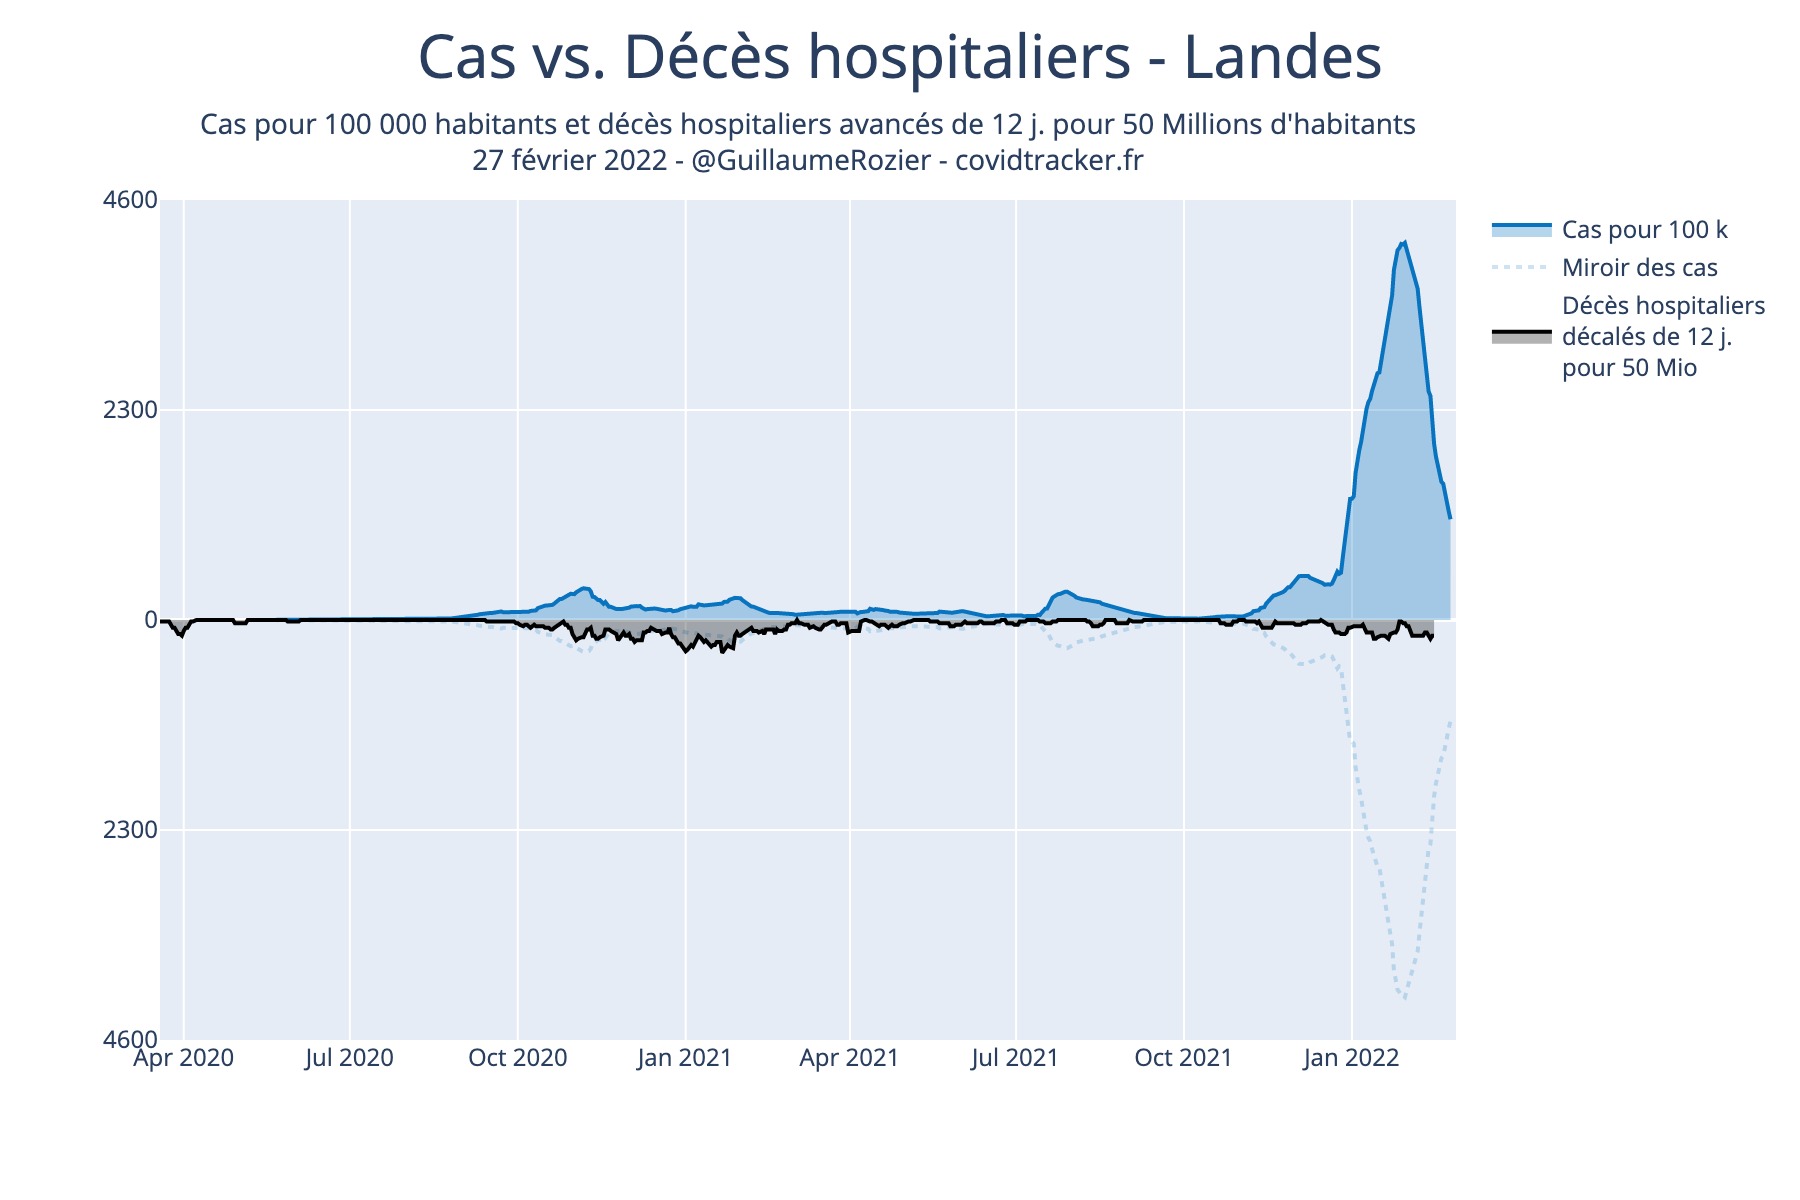 Cas vs. Décès hospitaliers - Landes
Cas pour 100 000 habitants et décès hospitaliers avancés de 12 j. pour 50 Millions d'habitants
27 février 2022 - @GuillaumeRozier - covidtracker.fr
4600
2300
0
2300
4600
Apr 2020
Jul 2020
Oct 2020
Jan 2021
Apr 2021
Jul 2021
Oct 2021
Jan 2022
Cas pour 100 k
Miroir des cas
Décès hospitaliers
décalés de 12 j.
pour 50 Mio